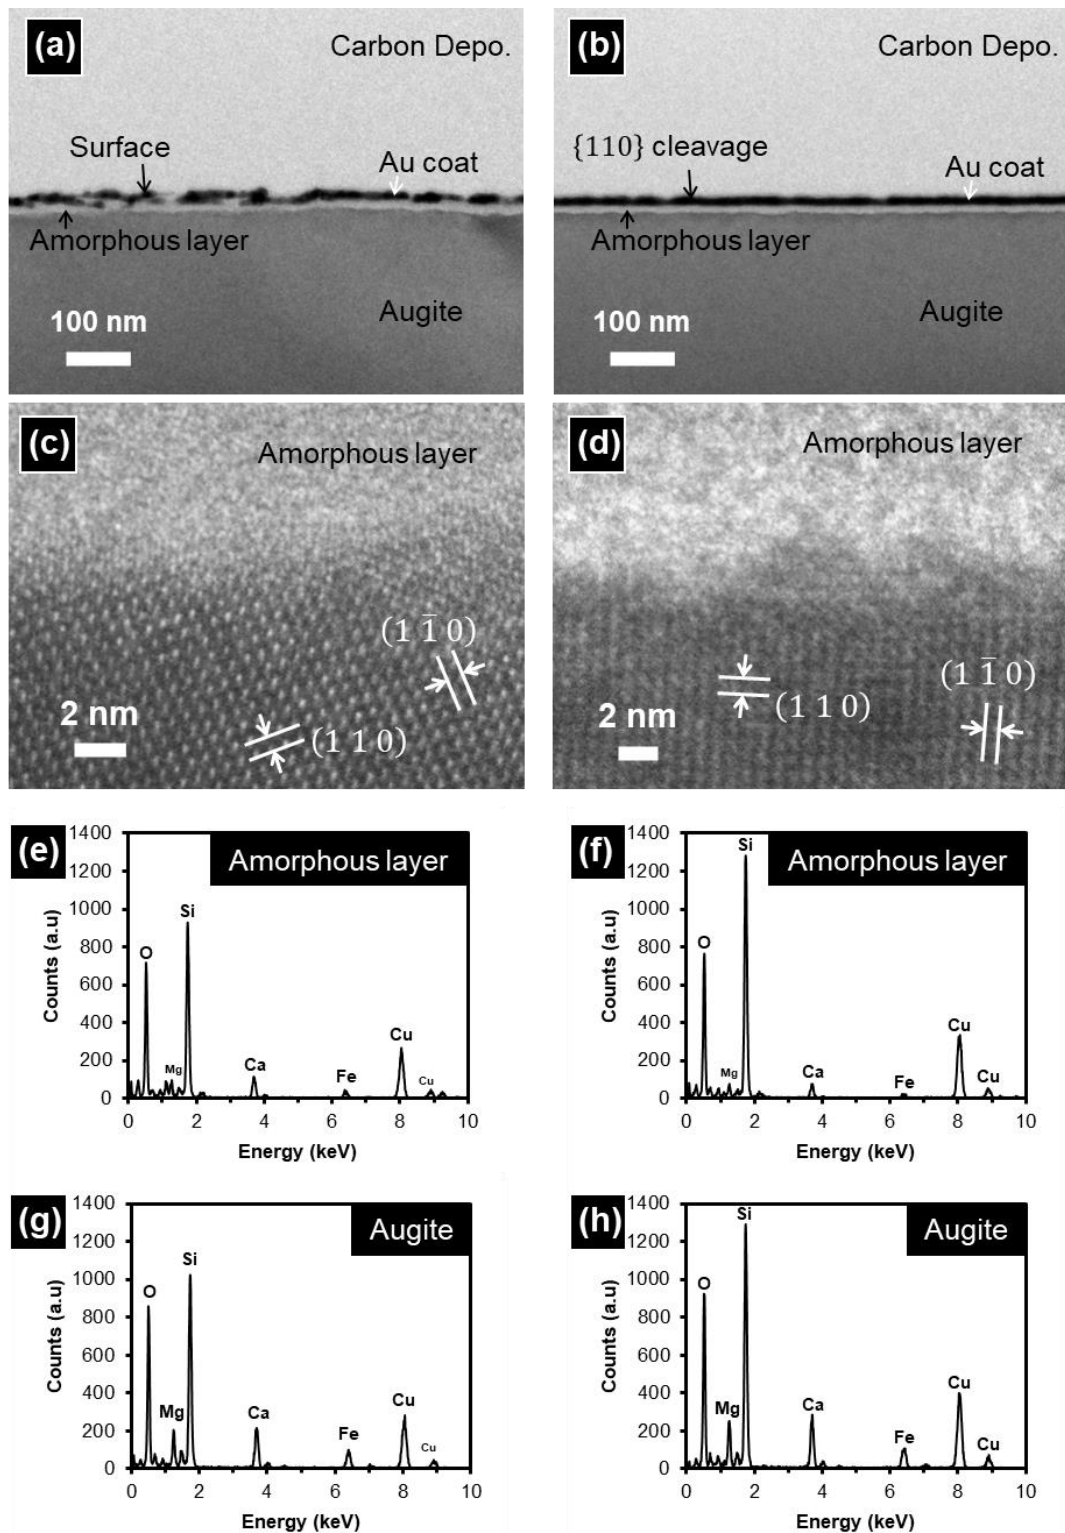 (a)
Carbon Depo.
Surface
Au coat
Amorphous layer
Augite
100 nm
(b)
Carbon Depo.
{110} cleavage
Au coat
Amorphous layer
Augite
100 nm
(c)
Amorphous layer
(1 1̄ 0)
2 nm
(1 1 0)
(d)
Amorphous layer
(1 1̄ 0)
2 nm
(1 1 0)
(e)
Amorphous layer
1400
1200
1000
800
600
400
200
0
Counts (a.u)
O
Mg
Si
Ca
Fe
Cu
Cu
0 2 4 6 8 10
Energy (keV)
(f)
Amorphous layer
1400
1200
1000
800
600
400
200
0
Counts (a.u)
O
Mg
Si
Ca
Fe
Cu
Cu
0 2 4 6 8 10
Energy (keV)
(g)
Augite
1400
1200
1000
800
600
400
200
0
Counts (a.u)
O
Mg
Si
Ca
Fe
Cu
Cu
0 2 4 6 8 10
Energy (keV)
(h)
Augite
1400
1200
1000
800
600
400
200
0
Counts (a.u)
O
Mg
Si
Ca
Fe
Cu
Cu
0 2 4 6 8 10
Energy (keV)